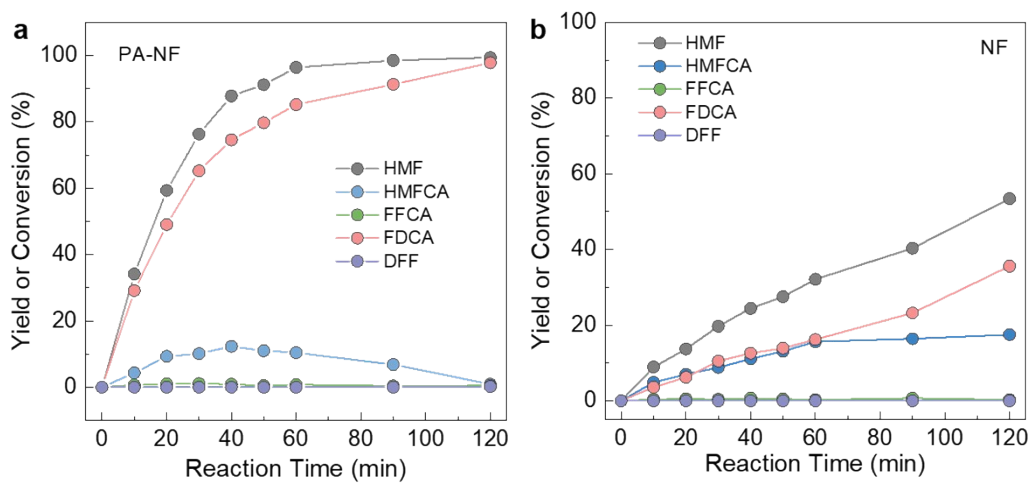 a
PA-NF
Yield or Conversion (%)
100
80
60
40
20
0
HMF
HMFCA
FFCA
FDCA
DFF
0 20 40 60 80 100 120
Reaction Time (min)
b
NF
Yield or Conversion (%)
100
80
60
40
20
0
HMF
HMFCA
FFCA
FDCA
DFF
0 20 40 60 80 100 120
Reaction Time (min)